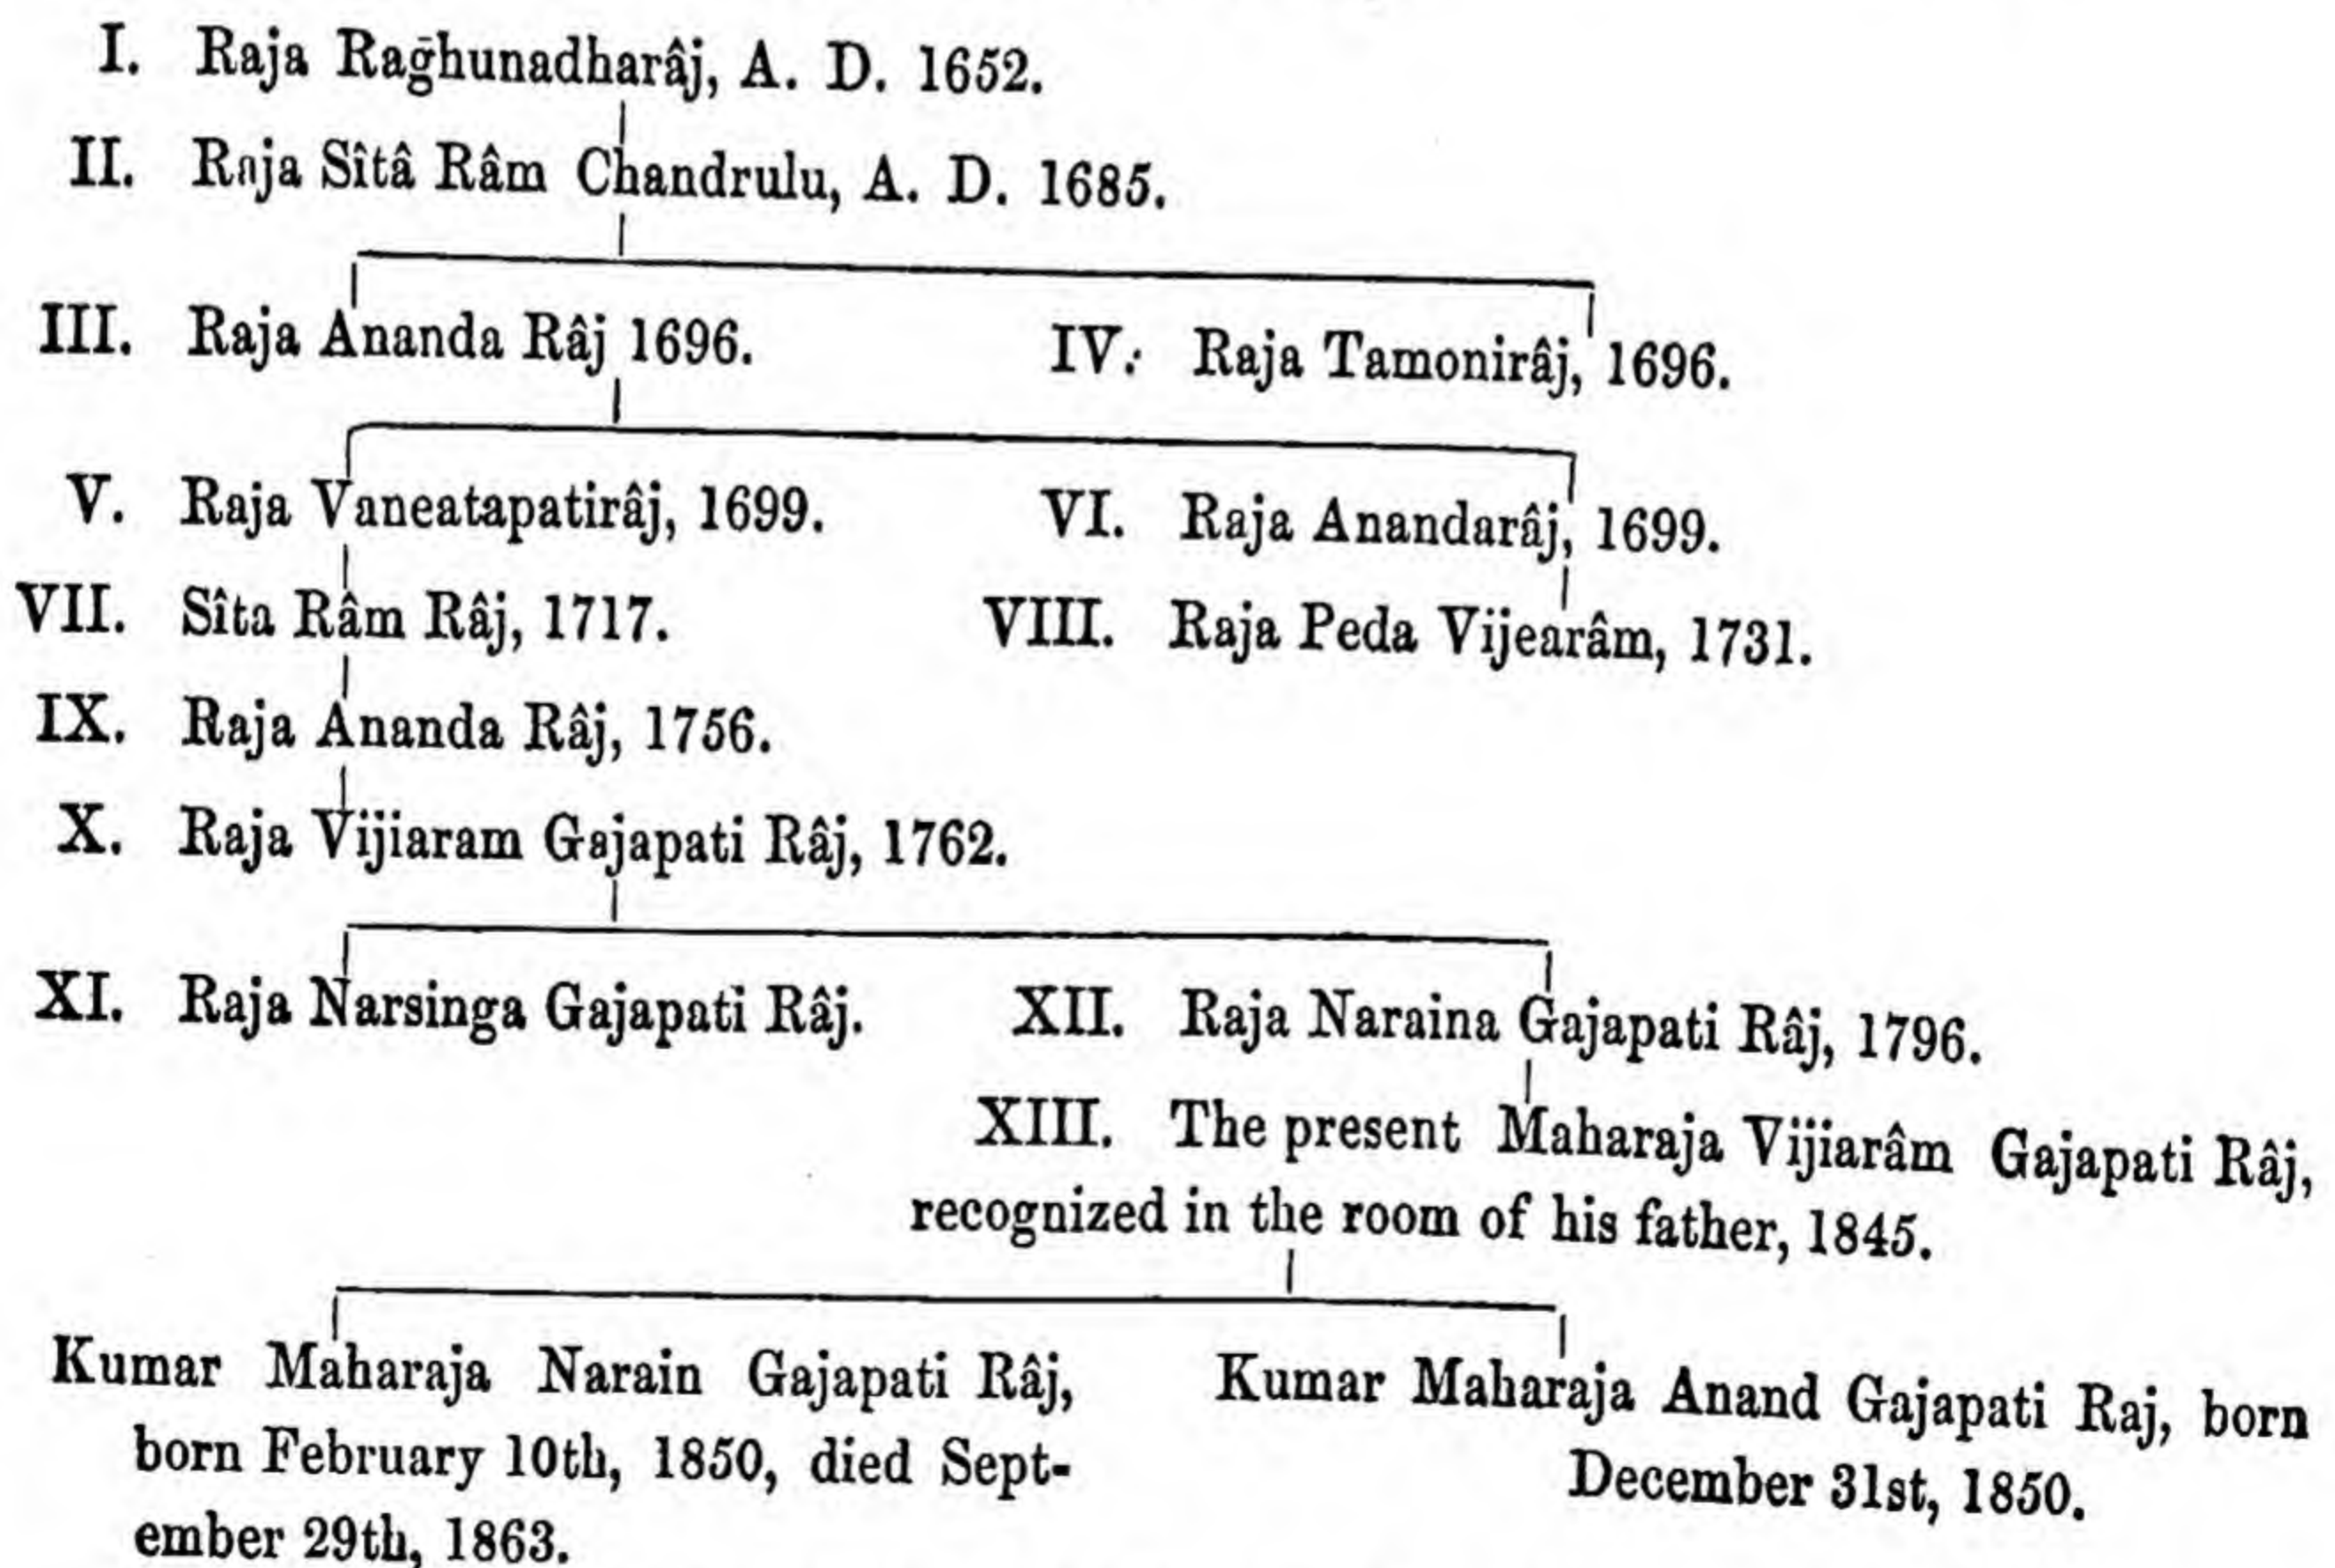 I. Raja Rag̃hunadharâj, A. D. 1652.
II. Raja Sîtâ Râm Chandrulu, A. D. 1685.
III. Raja Ananda Râj 1696. IV. Raja Tamonirâj, 1696.
V. Raja Vaneatapatirâj, 1699. VI. Raja Anandarâj, 1699.
VII. Sîta Râm Râj, 1717. VIII. Raja Peda Vijearâm, 1731.
IX. Raja Ananda Râj, 1756.
X. Raja Vijiaram Gajapati Râj, 1762.
XI. Raja Narsinga Gajapati Râj. XII. Raja Naraina Gajapati Râj, 1796.
XIII. The present Maharaja Vijiarâm Gajapati Râj,
recognized in the room of his father, 1845.
Kumar Maharaja Narain Gajapati Râj,
born February 10th, 1850, died Sept-
ember 29th, 1863.
Kumar Maharaja Anand Gajapati Raj, born
December 31st, 1850.